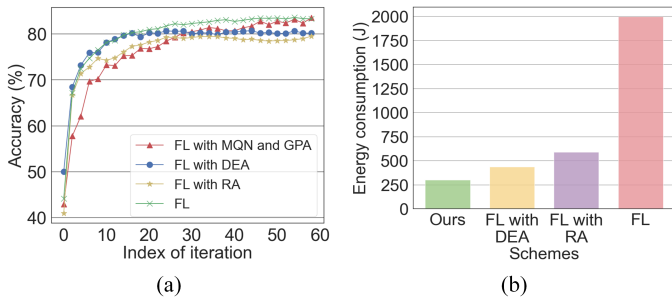 Accuracy (%)
80
70
60
50
40
FL with MQN and GPA
FL with DEA
FL with RA
FL
0 10 20 30 40 50 60
Index of iteration
(a)
Energy consumption (J)
2000
1750
1500
1250
1000
750
500
250
0
Ours FL with FL with FL
DEA RA
Schemes
(b)